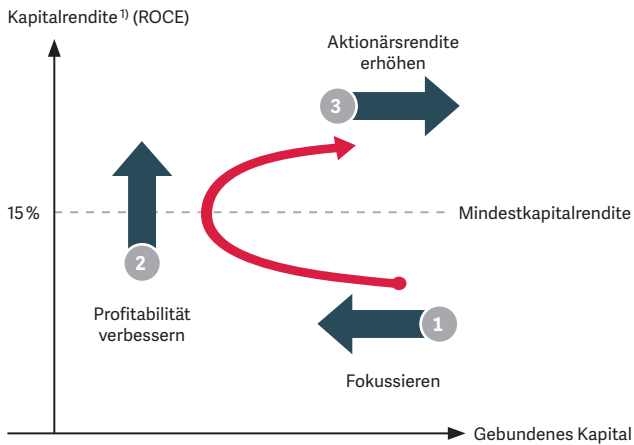 Kapitalrendite 1) (ROCE)
Aktionärsrendite
erhöhen
3
15 %
Mindestkapitalrendite
2
Profitabilität
verbessern
1
Fokussieren
Gebundenes Kapital